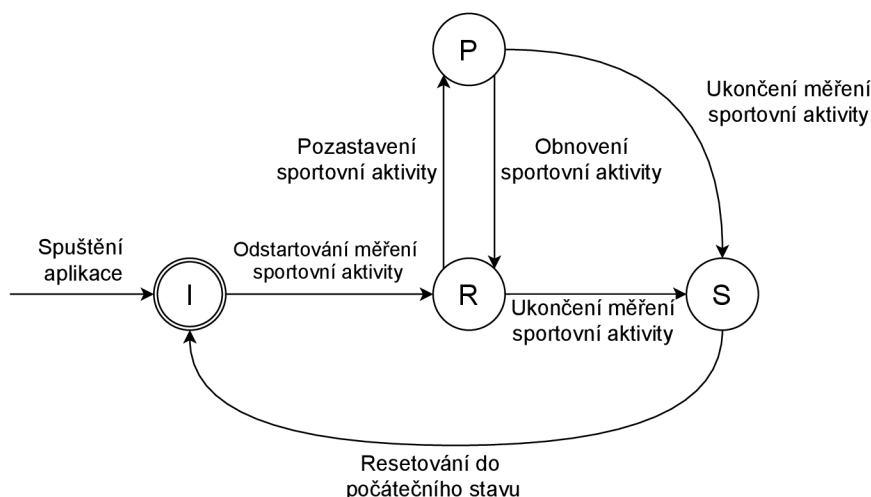 P
Ukončení měření
sportovní aktivity
Pozastavení
sportovní aktivity
Obnovení
sportovní aktivity
Spuštění
aplikace
I
Odstartování měření
sportovní aktivity
R
Ukončení měření
sportovní aktivity
S
Resetování do
počátečního stavu